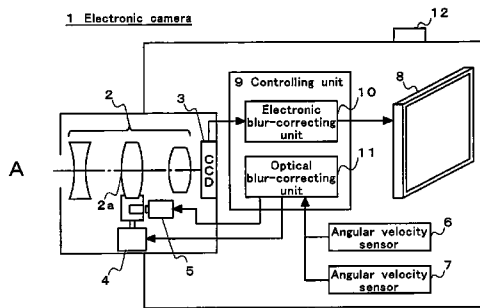 1 Electronic camera
12
2
3
9 Controlling unit
8
Electronic
blur-correcting
unit
10
A
CCD
Optical
blur-correcting
unit
11
2a
4
5
Angular velocity
sensor
6
Angular velocity
sensor
7